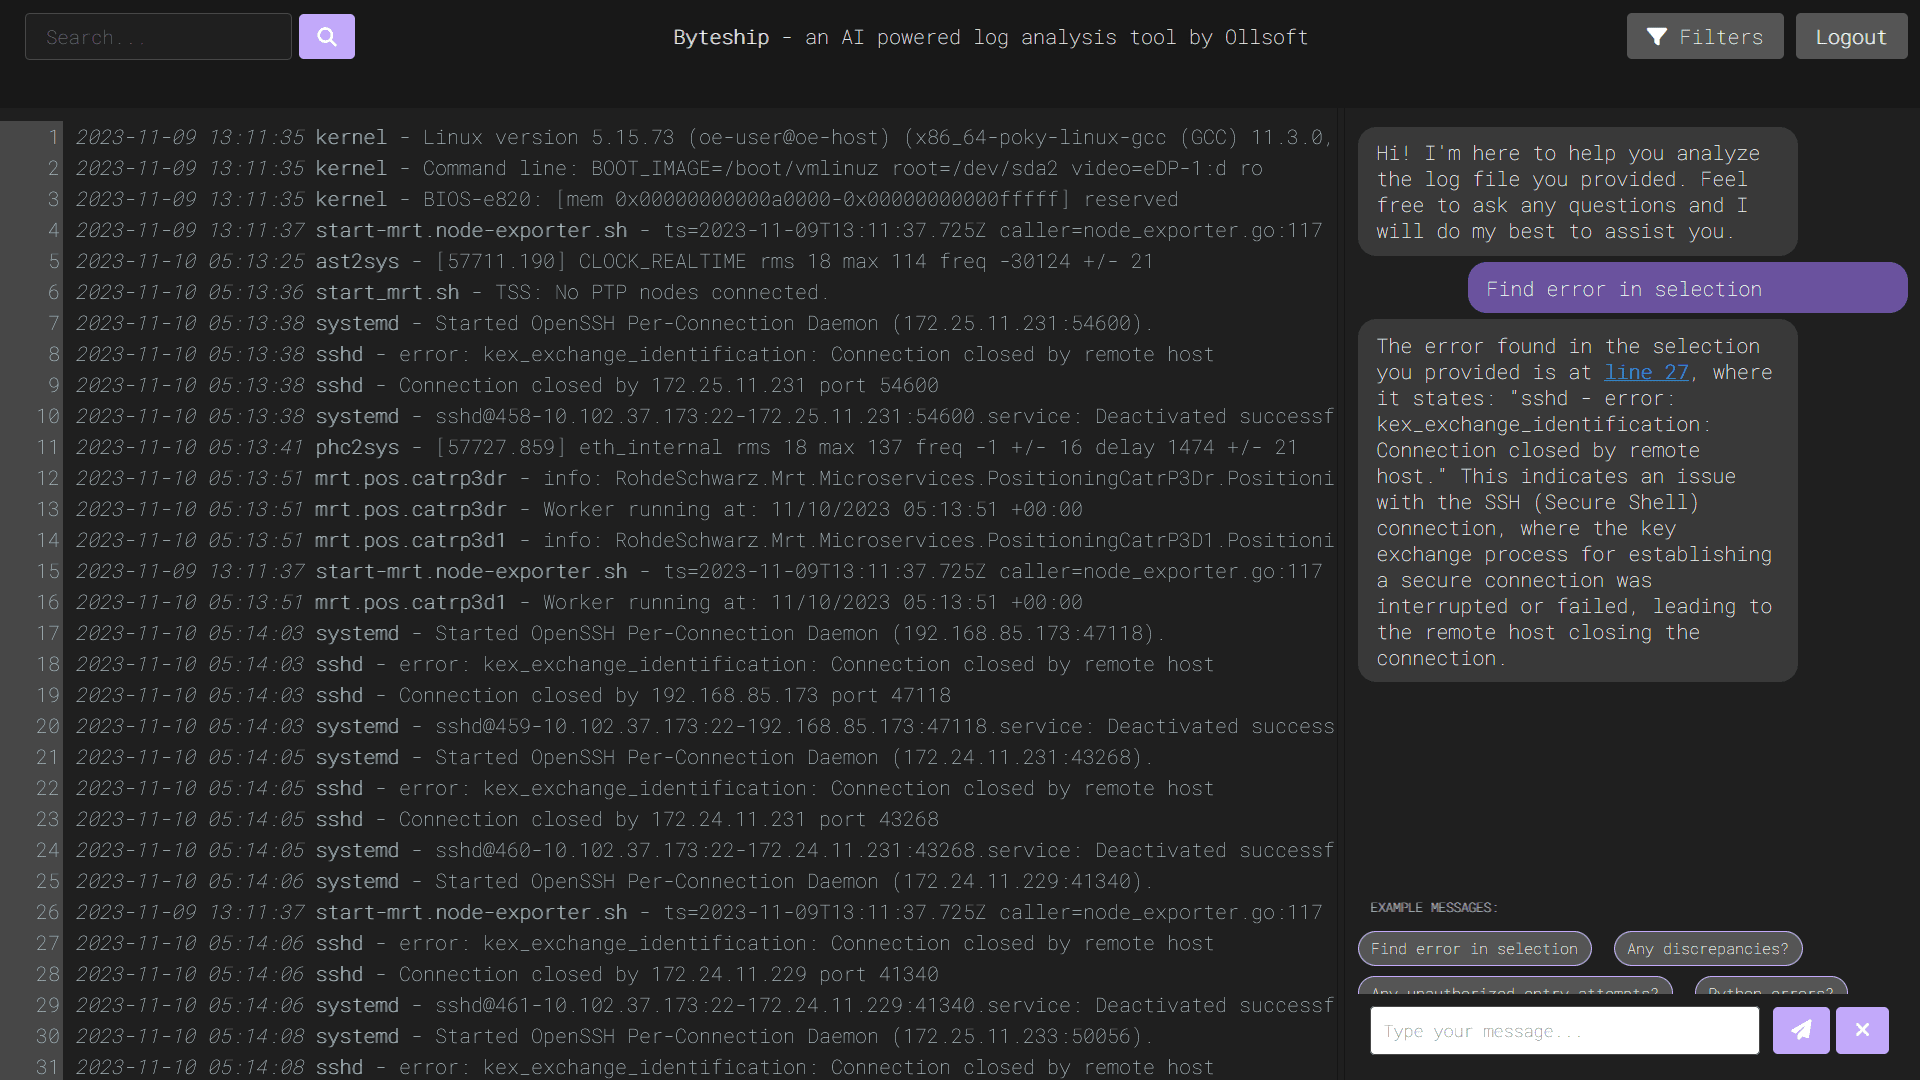 Search...
Byteship - an AI powered log analysis tool by Ollsoft
Filters
Logout
1 2023-11-09 13:11:35 kernel - Linux version 5.15.73 (oe-user@oe-host) (x86_64-poky-linux-gcc (GCC) 11.3.0,
2 2023-11-09 13:11:35 kernel - Command line: BOOT_IMAGE=/boot/vmlinuz root=/dev/sda2 video=eDP-1:d ro
3 2023-11-09 13:11:35 kernel - BIOS-e820: [mem 0x00000000000a0000-0x00000000000fffff] reserved
4 2023-11-09 13:11:37 start-mrt.node-exporter.sh - ts=2023-11-09T13:11:37.725Z caller=node_exporter.go:117
5 2023-11-10 05:13:25 ast2sys - [57711.190] CLOCK_REALTIME rms 18 max 114 freq -30124 +/- 21
6 2023-11-10 05:13:36 start_mrt.sh - TSS: No PTP nodes connected.
7 2023-11-10 05:13:38 systemd - Started OpenSSH Per-Connection Daemon (172.25.11.231:54600).
8 2023-11-10 05:13:38 sshd - error: kex_exchange_identification: Connection closed by remote host
9 2023-11-10 05:13:38 sshd - Connection closed by 172.25.11.231 port 54600
10 2023-11-10 05:13:38 systemd - sshd@458-10.102.37.173:22-172.25.11.231:54600.service: Deactivated successf
11 2023-11-10 05:13:41 phc2sys - [57727.859] eth_internal rms 18 max 137 freq -1 +/- 16 delay 1474 +/- 21
12 2023-11-10 05:13:51 mrt.pos.catrp3dr - info: RohdeSchwarz.Mrt.Microservices.PositioningCatrP3Dr.Positioni
13 2023-11-10 05:13:51 mrt.pos.catrp3dr - Worker running at: 11/10/2023 05:13:51 +00:00
14 2023-11-10 05:13:51 mrt.pos.catrp3d1 - info: RohdeSchwarz.Mrt.Microservices.PositioningCatrP3D1.Positioni
15 2023-11-09 13:11:37 start-mrt.node-exporter.sh - ts=2023-11-09T13:11:37.725Z caller=node_exporter.go:117
16 2023-11-10 05:13:51 mrt.pos.catrp3d1 - Worker running at: 11/10/2023 05:13:51 +00:00
17 2023-11-10 05:14:03 systemd - Started OpenSSH Per-Connection Daemon (192.168.85.173:47118).
18 2023-11-10 05:14:03 sshd - error: kex_exchange_identification: Connection closed by remote host
19 2023-11-10 05:14:03 sshd - Connection closed by 192.168.85.173 port 47118
20 2023-11-10 05:14:03 systemd - sshd@459-10.102.37.173:22-192.168.85.173:47118.service: Deactivated success
21 2023-11-10 05:14:05 systemd - Started OpenSSH Per-Connection Daemon (172.24.11.231:43268).
22 2023-11-10 05:14:05 sshd - error: kex_exchange_identification: Connection closed by remote host
23 2023-11-10 05:14:05 sshd - Connection closed by 172.24.11.231 port 43268
24 2023-11-10 05:14:05 systemd - sshd@460-10.102.37.173:22-172.24.11.231:43268.service: Deactivated successf
25 2023-11-10 05:14:06 systemd - Started OpenSSH Per-Connection Daemon (172.24.11.229:41340).
26 2023-11-09 13:11:37 start-mrt.node-exporter.sh - ts=2023-11-09T13:11:37.725Z caller=node_exporter.go:117
27 2023-11-10 05:14:06 sshd - error: kex_exchange_identification: Connection closed by remote host
28 2023-11-10 05:14:06 sshd - Connection closed by 172.24.11.229 port 41340
29 2023-11-10 05:14:06 systemd - sshd@461-10.102.37.173:22-172.24.11.229:41340.service: Deactivated successf
30 2023-11-10 05:14:08 systemd - Started OpenSSH Per-Connection Daemon (172.25.11.233:50056).
31 2023-11-10 05:14:08 sshd - error: kex_exchange_identification: Connection closed by remote host
Hi! I'm here to help you analyze
the log file you provided. Feel
free to ask any questions and I
will do my best to assist you.
Find error in selection
The error found in the selection
you provided is at line 27, where
it states: "sshd - error:
kex_exchange_identification:
Connection closed by remote
host." This indicates an issue
with the SSH (Secure Shell)
connection, where the key
exchange process for establishing
a secure connection was
interrupted or failed, leading to
the remote host closing the
connection.
EXAMPLE MESSAGES:
Find error in selection
Any discrepancies?
Any unauthorized entry attempts?
Python errors?
Type your message...